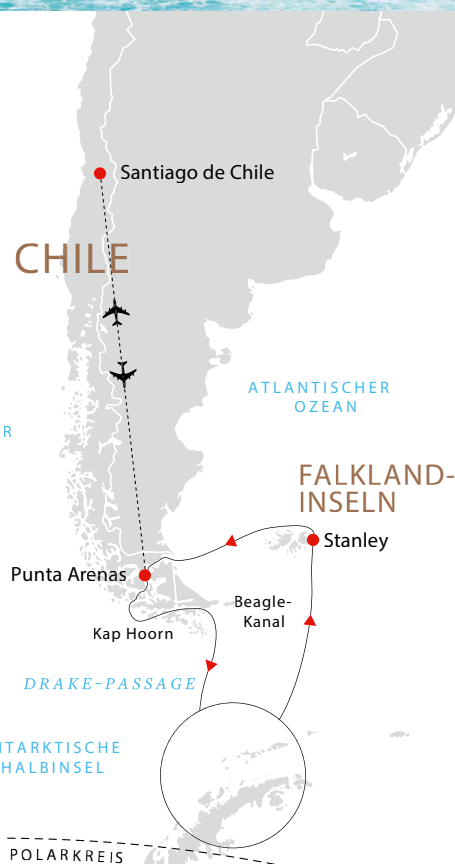 Santiago de Chile
CHILE
ATLANTISCHER
OZEAN
R
FALKLAND-
INSELN
Stanley
Punta Arenas
Beagle-
Kanal
Kap Hoorn
DRAKE-PASSAGE
NTARKTISCHE
HALBINSEL
POLARKREIS